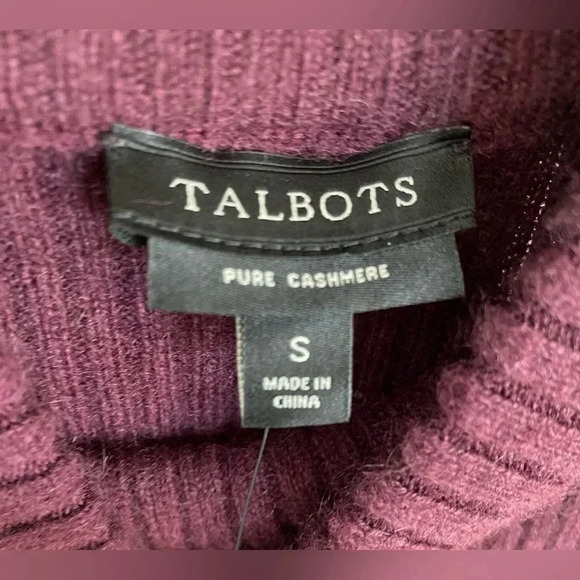 TALBOTS
PURE CASHMERE
S
MADE IN
CHINA